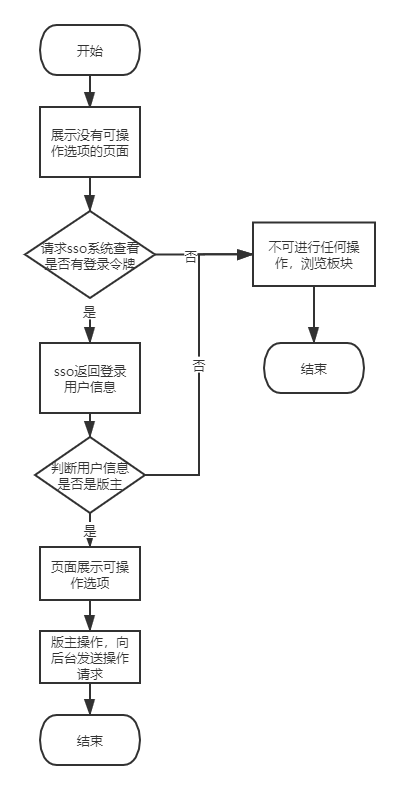 开始
展示没有可操
作选项的页面
请求sso系统查看
是否有登录令牌
否
不可进行任何操
作，浏览板块
是
否
sso返回登录
用户信息
结束
判断用户信息
是否是版主
是
页面展示可操
作选项
版主操作，向
后台发送操作
请求
结束